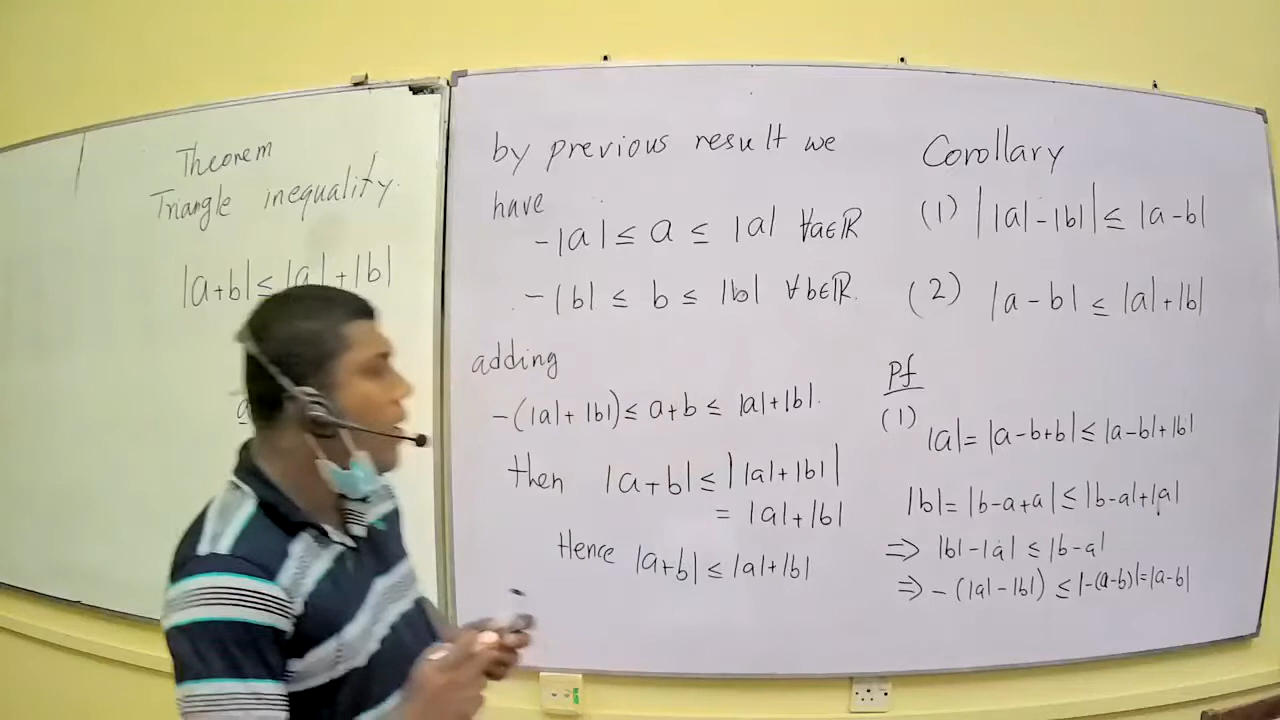 Theorem
Triangle inequality.
|a+b| ≤ |a| + |b|
a
by previous result we
have
-|a| ≤ a ≤ |a| ∀a∈ℝ
-|b| ≤ b ≤ |b| ∀b∈ℝ.
adding
-(|a|+|b|) ≤ a+b ≤ |a|+|b|.
then |a+b| ≤ ||a|+|b||
= |a|+|b|
Hence |a+b| ≤ |a|+|b|
Corollary
(1) ||a|-|b|| ≤ |a-b|
(2) |a-b| ≤ |a|+|b|
Pf
(1) |a| = |a-b+b| ≤ |a-b|+|b|
|b| = |b-a+a| ≤ |b-a|+|a|
⇒ |b|-|a| ≤ |b-a|
⇒ -(|a|-|b|) ≤ |-(a-b)| = |a-b|